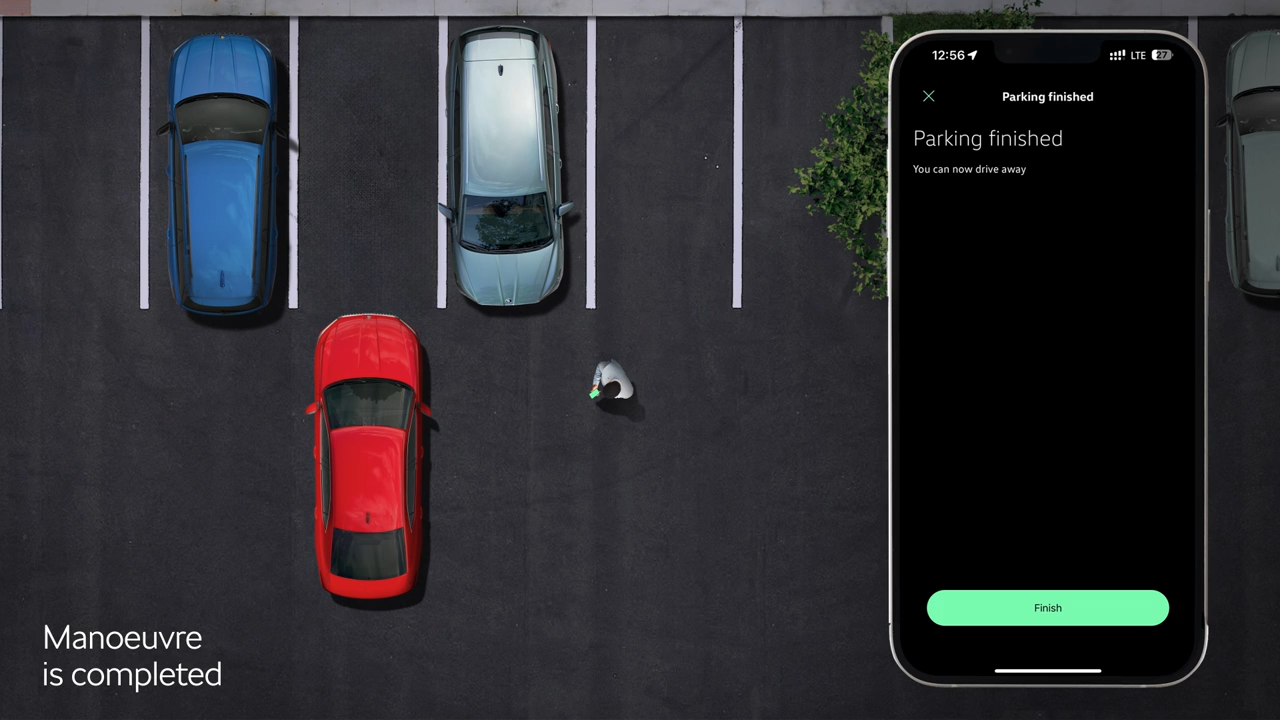 12:56
LTE
27
Parking finished
Parking finished
You can now drive away
Finish
Manoeuvre
is completed